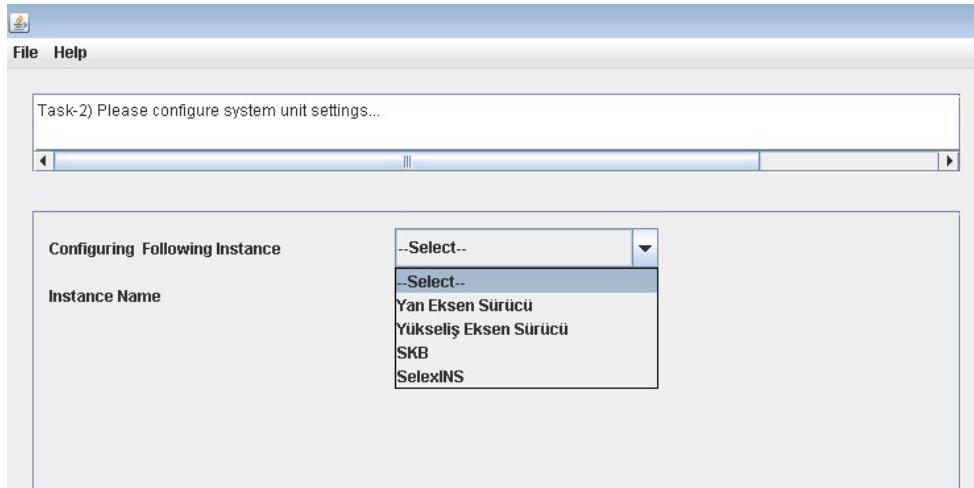 File Help
Task-2) Please configure system unit settings...
Configuring Following Instance
--Select--
--Select--
Instance Name
Yan Eksen Sürücü
Yükseliş Eksen Sürücü
SKB
SelexINS